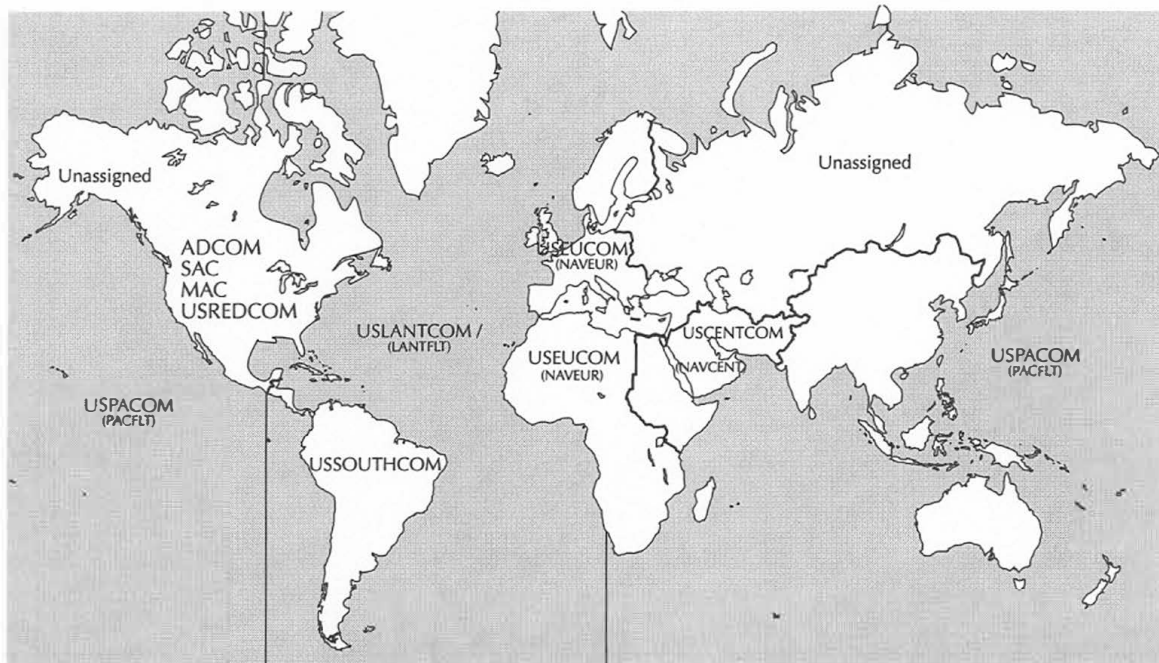 Unassigned
ADCOM
SAC
MAC
USREDCOM
USPACOM
(PACFLT)
USLANTCOM /
(LANTFLT)
USSOUTHCOM
USEUCOM
(NAVEUR)
USEUCOM
(NAVEUR)
USCENTCOM
(NAVCENT)
Unassigned
USPACOM
(PACFLT)